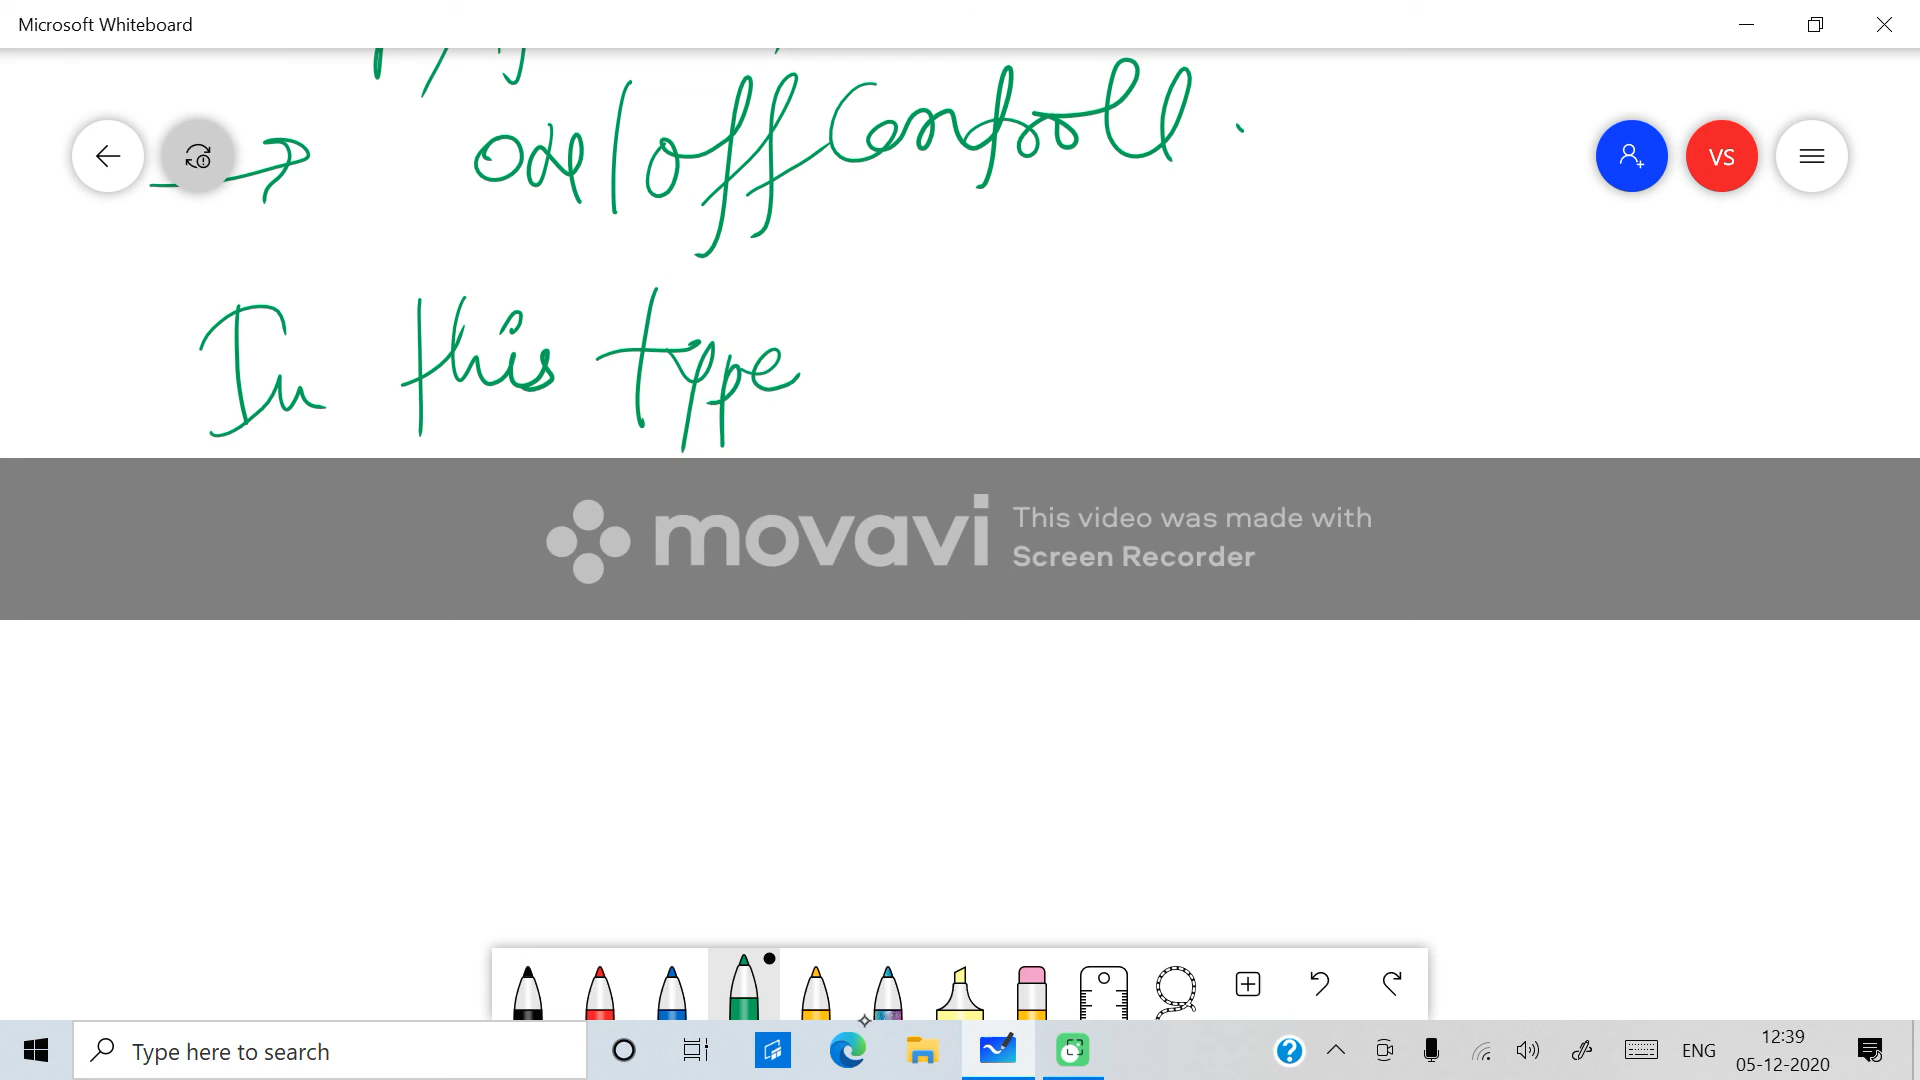 Microsoft Whiteboard
on/off Controll.
VS
In this type
movavi
This video was made with
Screen Recorder
Type here to search
ENG
12:39
05-12-2020